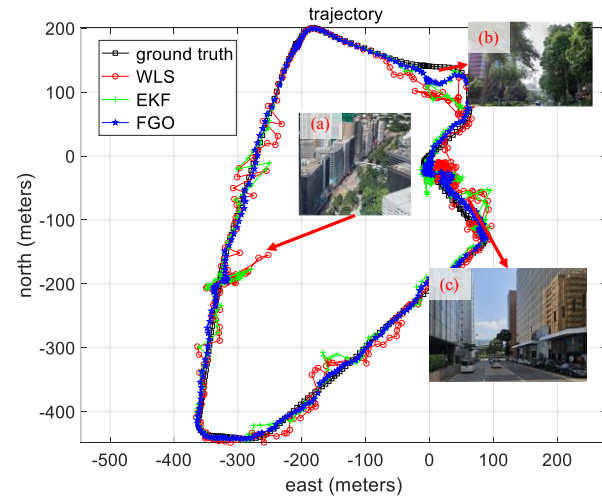 trajectory
200
100
0
-100
-200
-300
-400
north (meters)
ground truth
WLS
EKF
FGO
(a)
(b)
(c)
-500
-400
-300
-200
-100
0
100
200
east (meters)